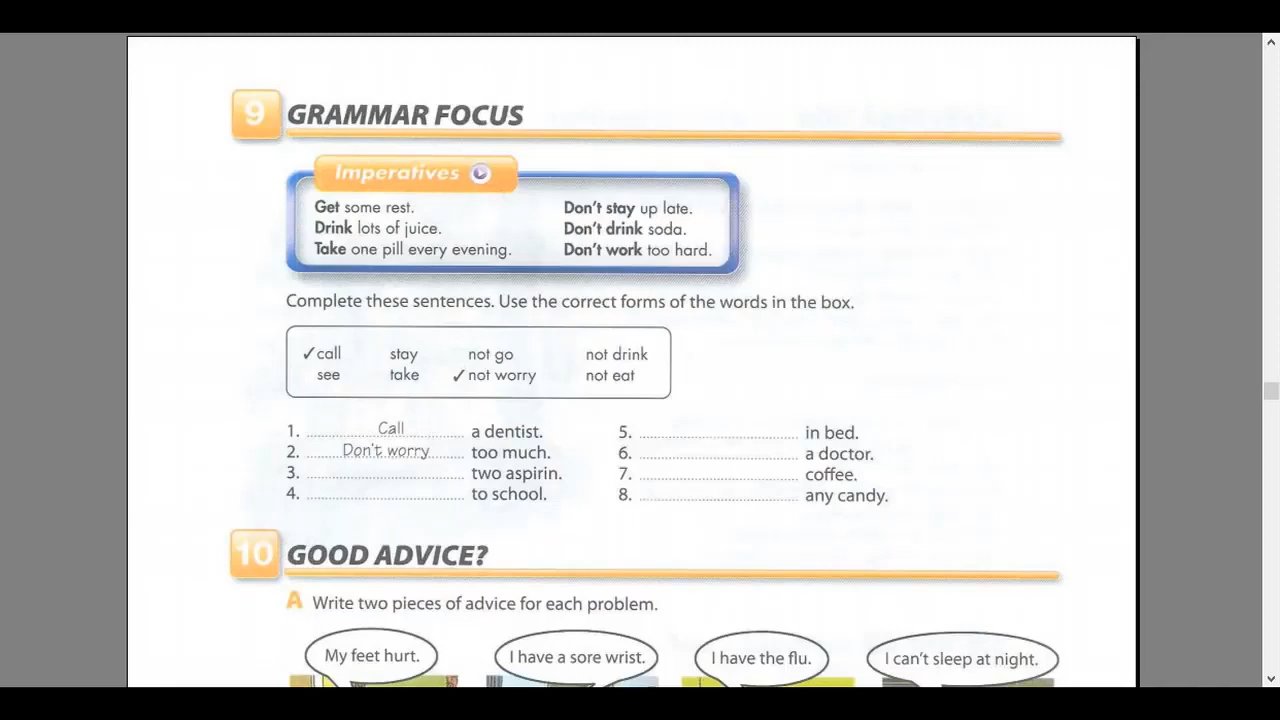 9 GRAMMAR FOCUS
Imperatives
Get some rest.
Drink lots of juice.
Take one pill every evening.
Don't stay up late.
Don't drink soda.
Don't work too hard.
Complete these sentences. Use the correct forms of the words in the box.
✓call stay not go not drink
see take ✓not worry not eat
1. Call a dentist.
2. Don't worry too much.
3. two aspirin.
4. to school.
5. in bed.
6. a doctor.
7. coffee.
8. any candy.
10 GOOD ADVICE?
A Write two pieces of advice for each problem.
My feet hurt.
I have a sore wrist.
I have the flu.
I can't sleep at night.